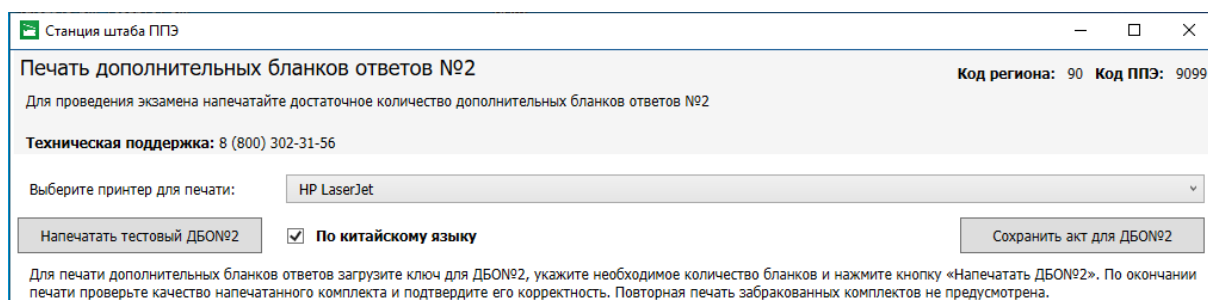 Станция штаба ППЭ
Печать дополнительных бланков ответов №2
Код региона: 90 Код ППЭ: 9099
Для проведения экзамена напечатайте достаточное количество дополнительных бланков ответов №2
Техническая поддержка: 8 (800) 302-31-56
Выберите принтер для печати: HP LaserJet
Напечатать тестовый ДБО№2 По китайскому языку Сохранить акт для ДБО№2
Для печати дополнительных бланков ответов загрузите ключ для ДБО№2, укажите необходимое количество бланков и нажмите кнопку «Напечатать ДБО№2». По окончании
печати проверьте качество напечатанного комплекта и подтвердите его корректность. Повторная печать забракованных комплектов не предусмотрена.